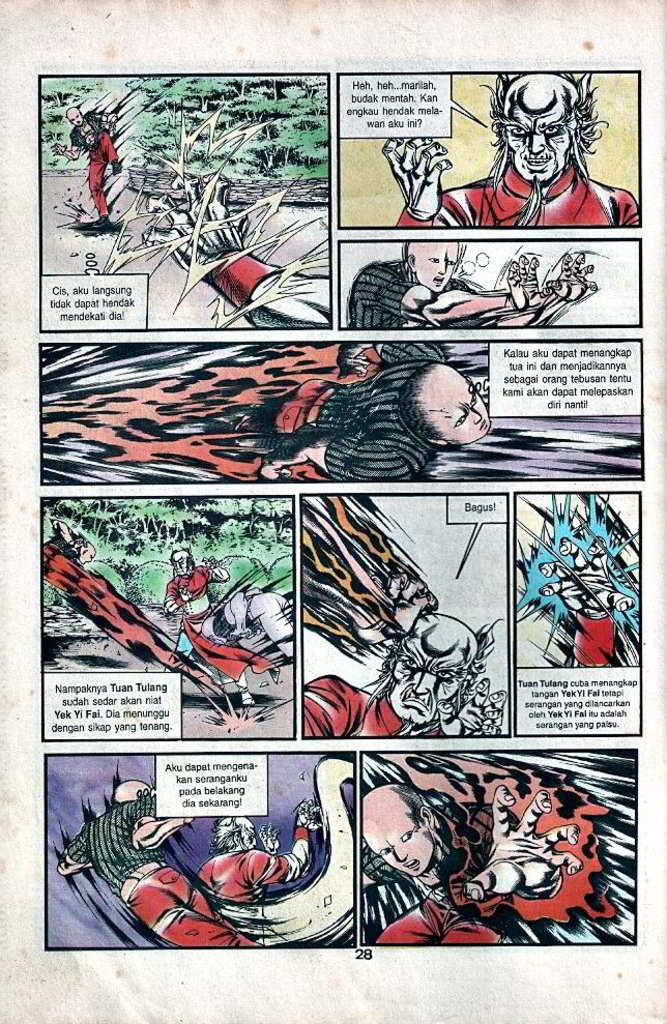 Heh, heh...marilah,
budak mentah. Kan
engkau hendak mela-
wan aku ini?
Cis, aku langsung
tidak dapat hendak
mendekati dia!
Kalau aku dapat menangkap
tua ini dan menjadikannya
sebagai orang tebusan tentu
kami akan dapat melepaskan
diri nanti!
Nampaknya Tuan Tulang
sudah sedar akan niat
Yek Yi Fai. Dia menunggu
dengan sikap yang tenang.
Bagus!
Tuan Tulang cuba menangkap
tangan Yek Yi Fai tetapi
serangan yang dilancarkan
oleh Yek Yi Fai itu adalah
serangan yang palsu.
Aku dapat mengena-
kan seranganku
pada belakang
dia sekarang!
28